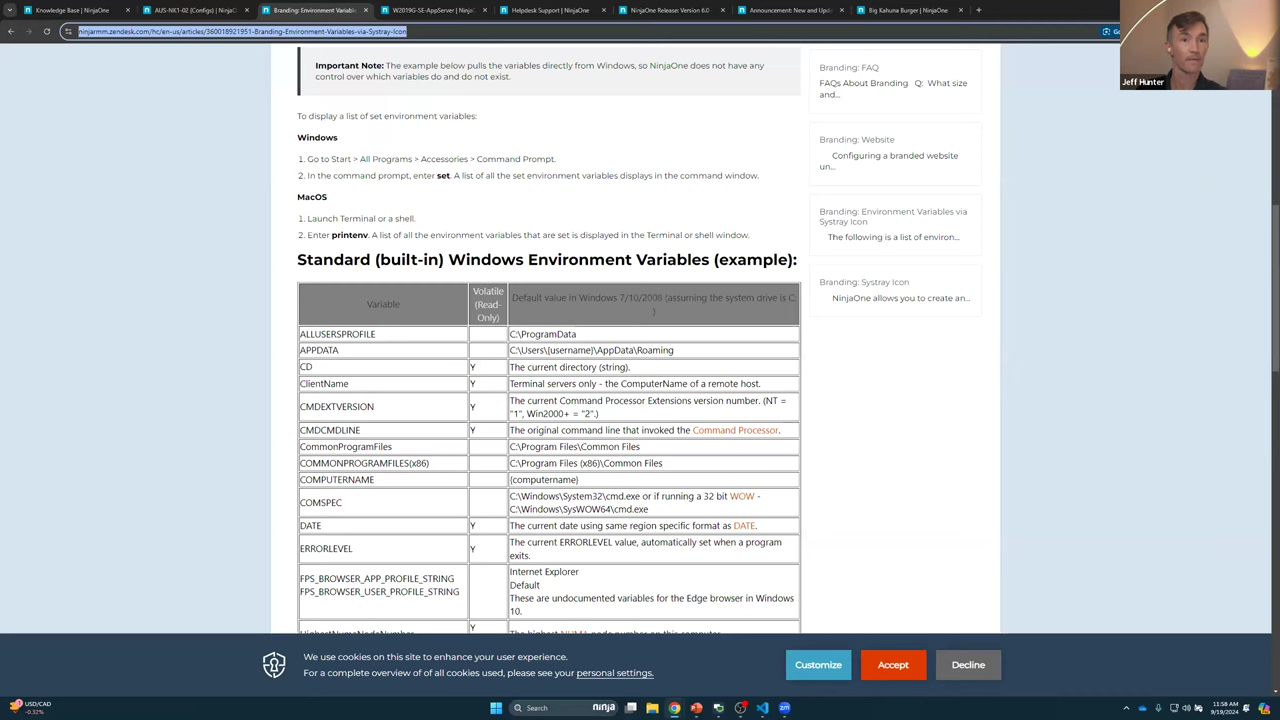 Knowledge Base / NinjaOne
AUS-NK1-02 (Configs) | NinjaO
Branding: Environment Variable
W2019G-SE-AppServer | NinjaO
Helpdesk Support | NinjaOne
NinjaOne Release: Version 6.0
Announcement: New and Upda
Big Kahuna Burger | NinjaOne
ninjarmm.zendesk.com/hc/en-us/articles/360018921951-Branding-Environment-Variables-via-Systray-Icon
Jeff Hunter
Important Note: The example below pulls the variables directly from Windows, so NinjaOne does not have any
control over which variables do and do not exist.
To display a list of set environment variables:
Windows
1. Go to Start > All Programs > Accessories > Command Prompt.
2. In the command prompt, enter set. A list of all the set environment variables displays in the command window.
MacOS
1. Launch Terminal or a shell.
2. Enter printenv. A list of all the environment variables that are set is displayed in the Terminal or shell window.
Standard (built-in) Windows Environment Variables (example):
Variable
Volatile
(Read-
Only)
Default value in Windows 7/10/2008 (assuming the system drive is C:
)
ALLUSERSPROFILE C:\ProgramData
APPDATA C:\Users\{username}\AppData\Roaming
CD Y The current directory (string).
ClientName Y Terminal servers only - the ComputerName of a remote host.
CMDEXTVERSION Y The current Command Processor Extensions version number. (NT =
"1", Win2000+ = "2".)
CMDCMDLINE Y The original command line that invoked the Command Processor.
CommonProgramFiles C:\Program Files\Common Files
COMMONPROGRAMFILES(x86) C:\Program Files (x86)\Common Files
COMPUTERNAME {computername}
COMSPEC C:\Windows\System32\cmd.exe or if running a 32 bit WOW -
C:\Windows\SysWOW64\cmd.exe
DATE Y The current date using same region specific format as DATE.
ERRORLEVEL Y The current ERRORLEVEL value, automatically set when a program
exits.
FPS_BROWSER_APP_PROFILE_STRING
FPS_BROWSER_USER_PROFILE_STRING
Internet Explorer
Default
These are undocumented variables for the Edge browser in Windows
10.
HighestNumaNodeNumber Y The highest NUMA node number on this computer.
Branding: FAQ
FAQs About Branding Q: What size
and...
Branding: Website
Configuring a branded website
un...
Branding: Environment Variables via
Systray Icon
The following is a list of environ...
Branding: Systray Icon
NinjaOne allows you to create an...
We use cookies on this site to enhance your user experience.
For a complete overview of of all cookies used, please see your personal settings.
Customize
Accept
Decline
USD/CAD
-0.32%
Search
ninja
11:58 AM
9/19/2024